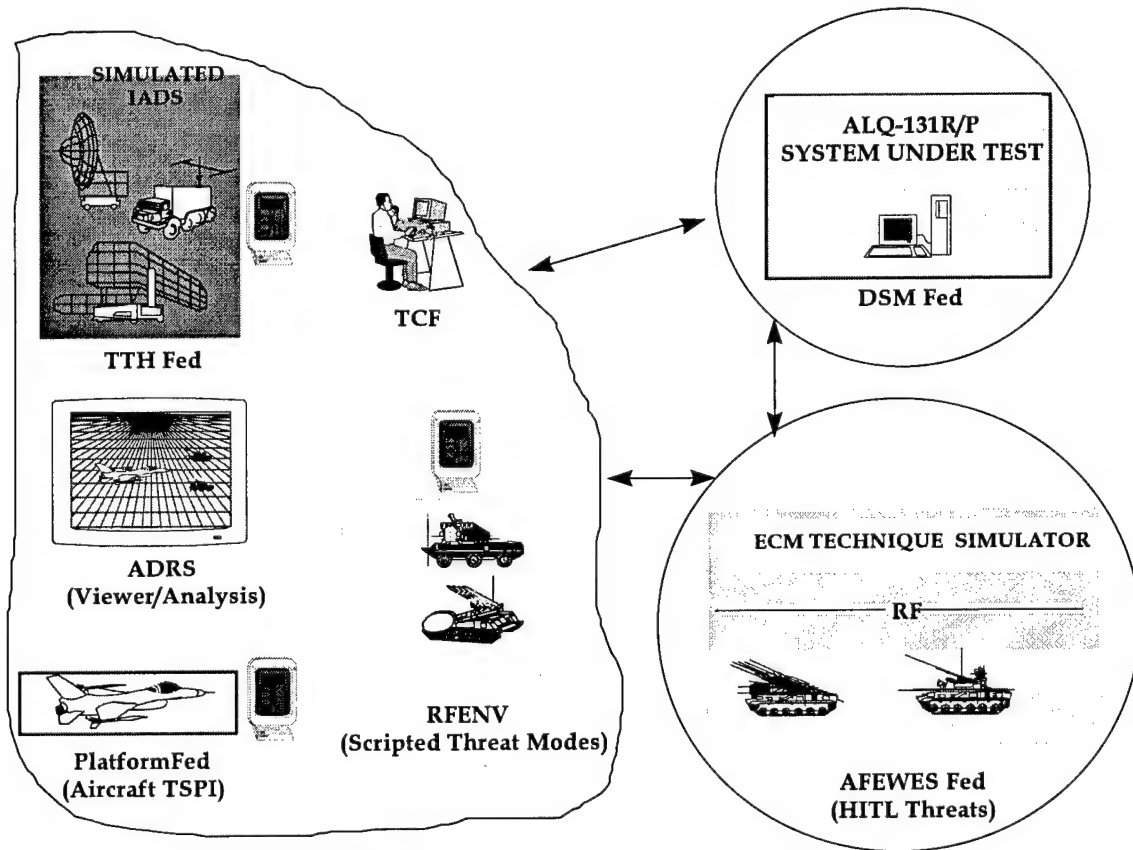 SIMULATED
IADS
TTH Fed
TCF
ADRS
(Viewer/Analysis)
PlatformFed
(Aircraft TSPI)
RFENV
(Scripted Threat Modes)
ALQ-131R/P
SYSTEM UNDER TEST
DSM Fed
ECM TECHNIQUE SIMULATOR
RF
AFEWES Fed
(HITL Threats)